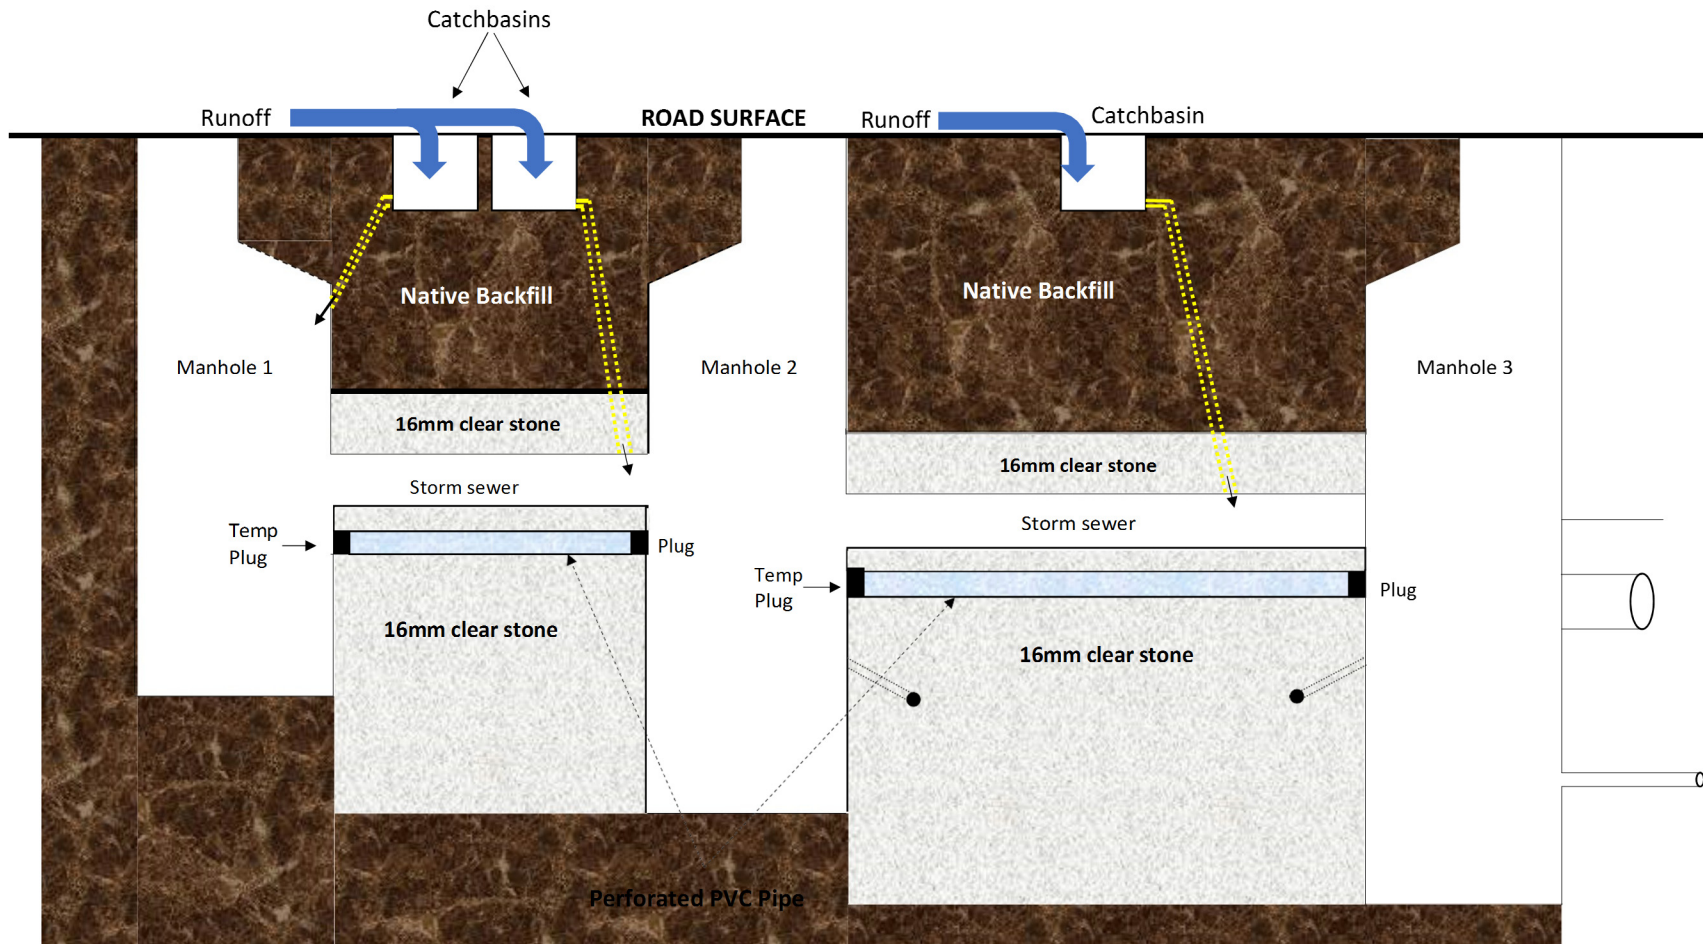 Catchbasins
Runoff
ROAD SURFACE
Runoff
Catchbasin
Native Backfill
Native Backfill
Manhole 1
Manhole 2
Manhole 3
16mm clear stone
16mm clear stone
Storm sewer
Storm sewer
Temp
Plug
Plug
Temp
Plug
Plug
16mm clear stone
16mm clear stone
Perforated PVC Pipe